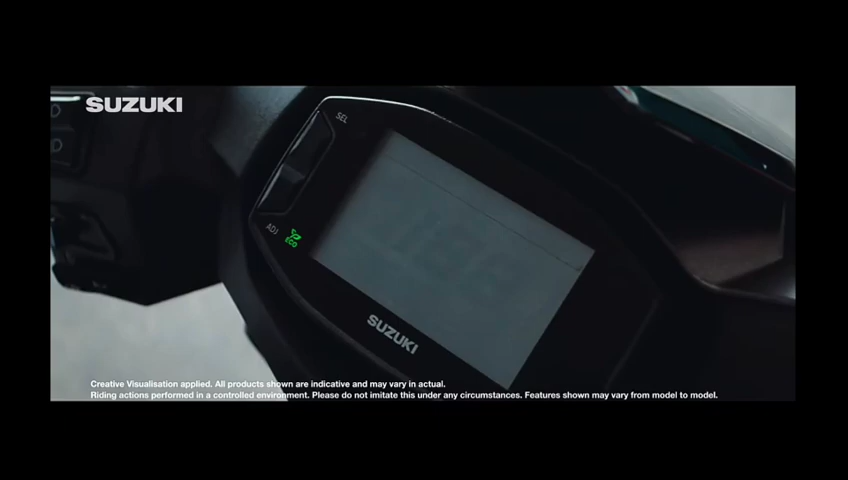 SUZUKI
SEL
ADJ
ECO
SUZUKI
Creative Visualisation applied. All products shown are indicative and may vary in actual.
Riding actions performed in a controlled environment. Please do not imitate this under any circumstances. Features shown may vary from model to model.